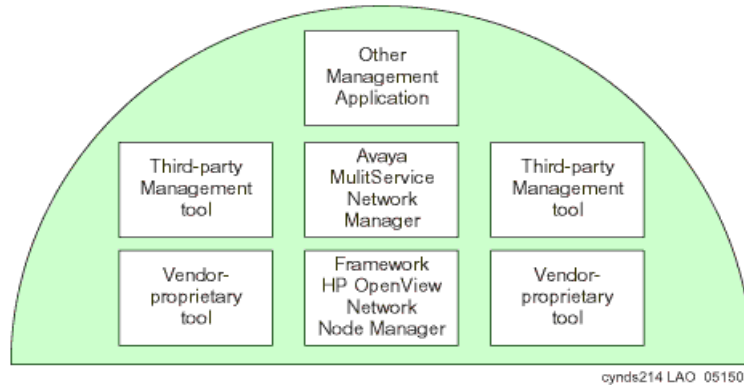 Other
Management
Application
Third-party
Management
tool
Avaya
MulitService
Network
Manager
Third-party
Management
tool
Vendor-
proprietary
tool
Framework
HP OpenView
Network
Node Manager
Vendor-
proprietary
tool
cynds214 LAO 05150